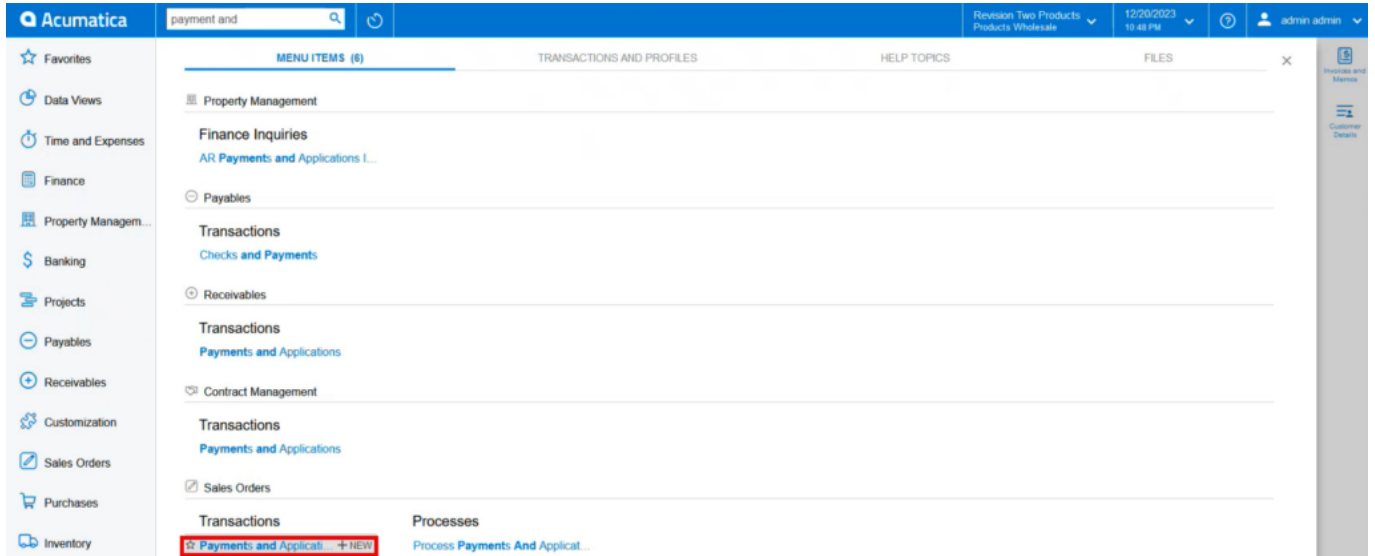 Acumatica
payment and
Revision Two Products
Products Wholesale
12/20/2023
10:48 PM
admin admin
Favorites
Data Views
Time and Expenses
Finance
Property Managem...
Banking
Projects
Payables
Receivables
Customization
Sales Orders
Purchases
Inventory
MENU ITEMS (6)
TRANSACTIONS AND PROFILES
HELP TOPICS
FILES
Property Management
Finance Inquiries
AR Payments and Applications I...
Payables
Transactions
Checks and Payments
Receivables
Transactions
Payments and Applications
Contract Management
Transactions
Payments and Applications
Sales Orders
Transactions
Payments and Applicati... + NEW
Processes
Process Payments And Applicat...
Invoices and
Memos
Customer
Details